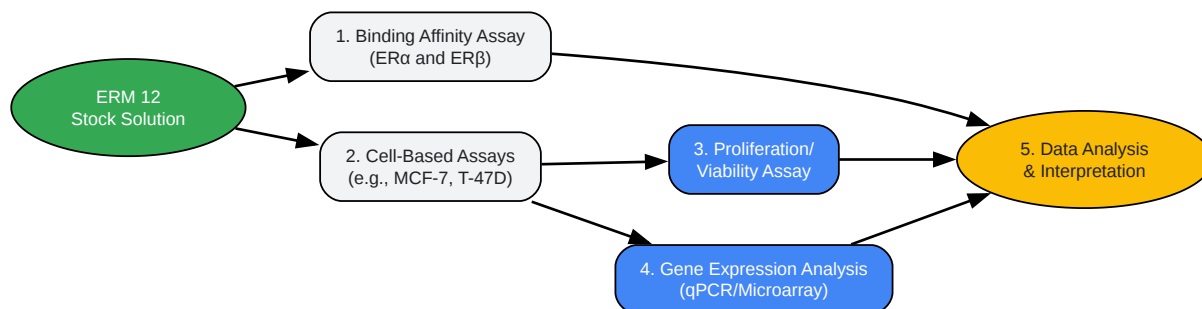 ERM 12
Stock Solution
1. Binding Affinity Assay
(ERα and ERβ)
2. Cell-Based Assays
(e.g., MCF-7, T-47D)
3. Proliferation/
Viability Assay
4. Gene Expression Analysis
(qPCR/Microarray)
5. Data Analysis
& Interpretation